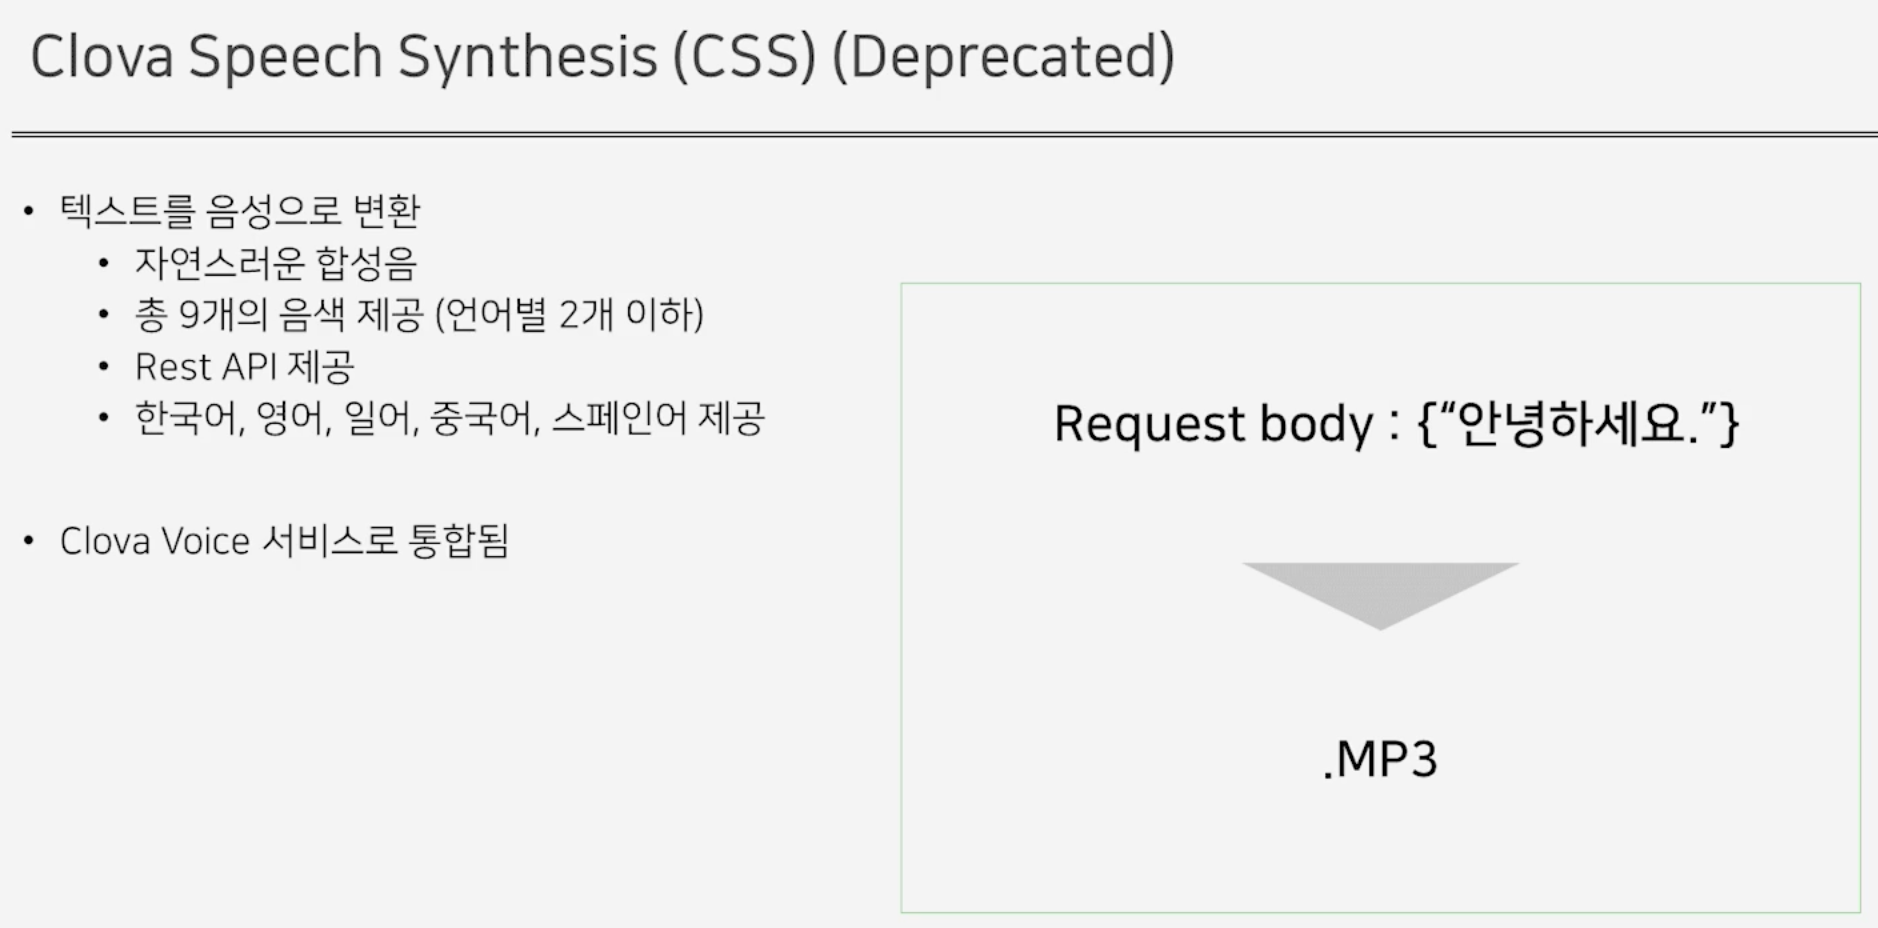 Clova Speech Synthesis (CSS) (Deprecated)
• 텍스트를 음성으로 변환
• 자연스러운 합성음
• 총 9개의 음색 제공 (언어별 2개 이하)
• Rest API 제공
• 한국어, 영어, 일어, 중국어, 스페인어 제공
• Clova Voice 서비스로 통합됨
Request body : {“안녕하세요.”}
.MP3